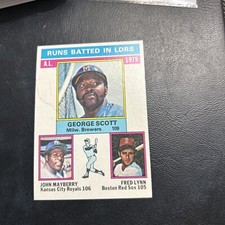 RUNS BATTED IN LDRS
A.L. 1975
GEORGE SCOTT
Milw. Brewers 109
JOHN MAYBERRY
Kansas City Royals 106
FRED LYNN
Boston Red Sox 105